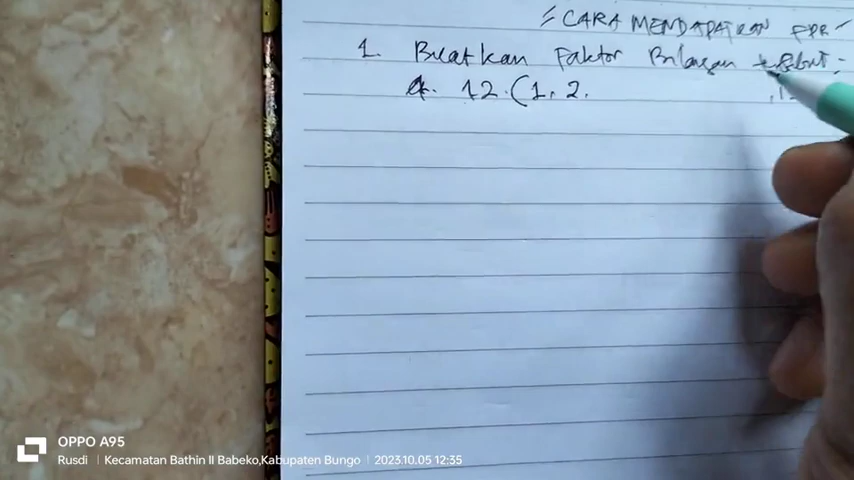 = CARA MENDAPATKAN FPB
1. Buatkan Faktor Bilangan tersebut :
a. 12. (1. 2.
OPPO A95
Rusdi | Kecamatan Bathin II Babeko,Kabupaten Bungo | 2023.10.05 12:35